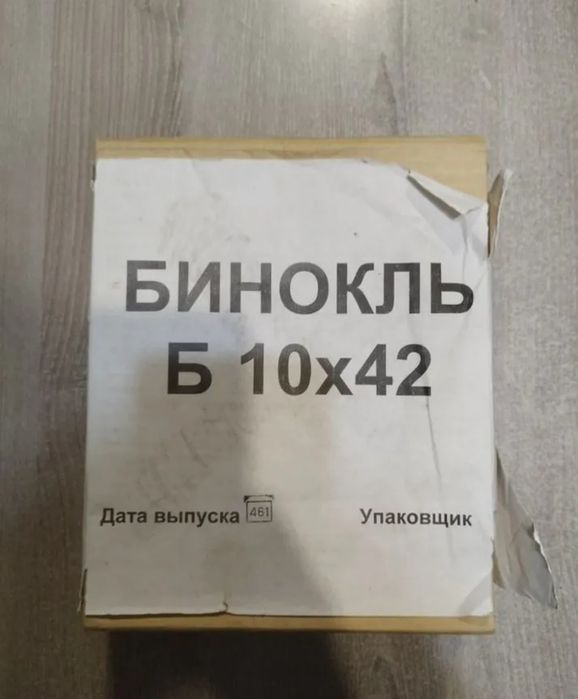 БИНОКЛЬ
Б 10х42
Дата выпуска 461 Упаковщик